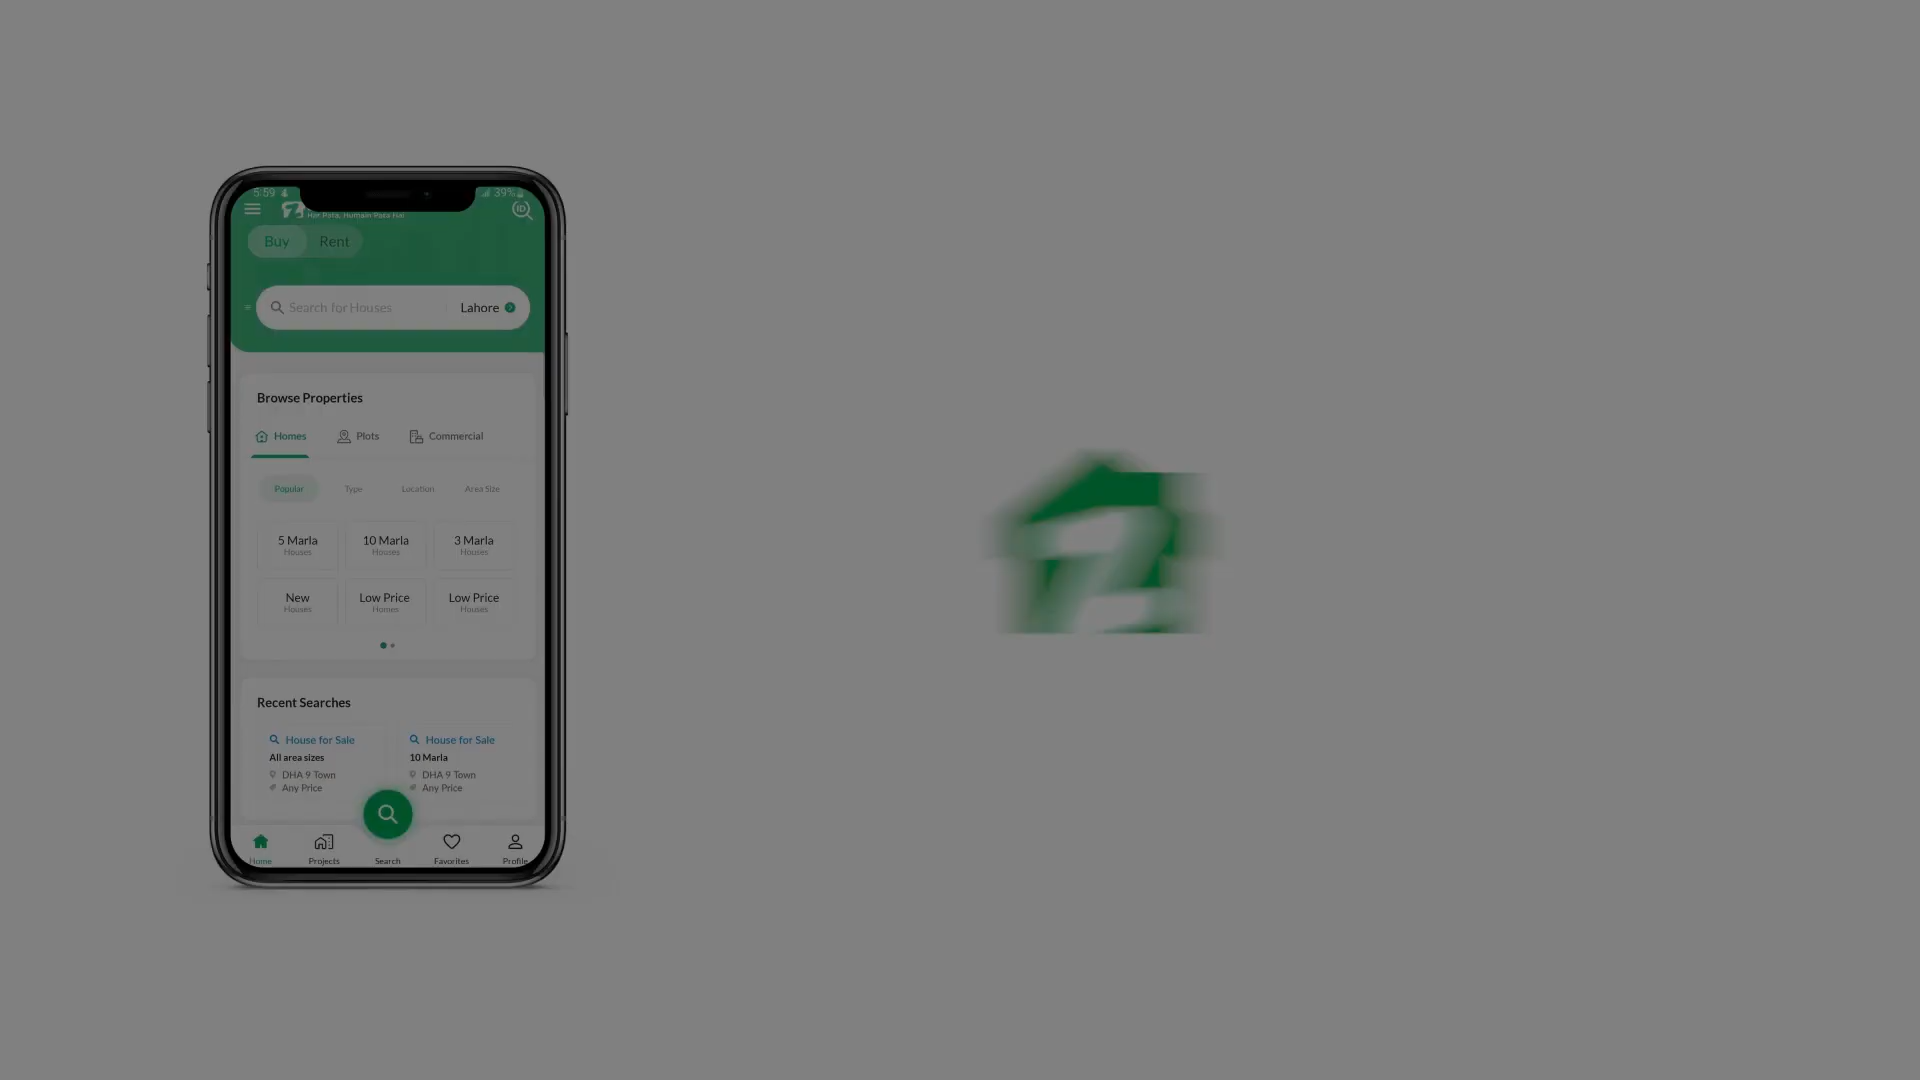 5:59
39%
Har Pata, Humain Pata Hai
ID
Buy Rent
Search for Houses Lahore
Browse Properties
Homes Plots Commercial
Popular Type Location Area Size
5 Marla 10 Marla 3 Marla
Houses Houses Houses
New Low Price Low Price
Houses Homes Houses
Recent Searches
House for Sale House for Sale
All area sizes 10 Marla
DHA 9 Town DHA 9 Town
Any Price Any Price
Home Projects Search Favorites Profile